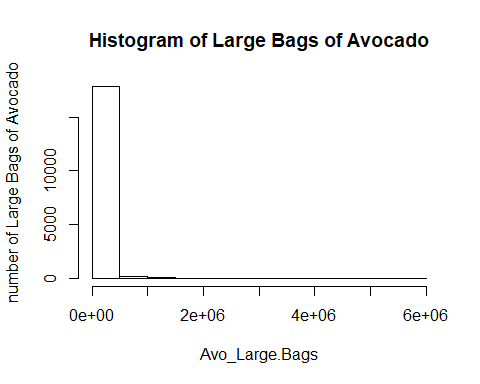 Histogram of Large Bags of Avocado
number of Large Bags of Avocado
10000
5000
0
0e+00 2e+06 4e+06 6e+06
Avo_Large.Bags